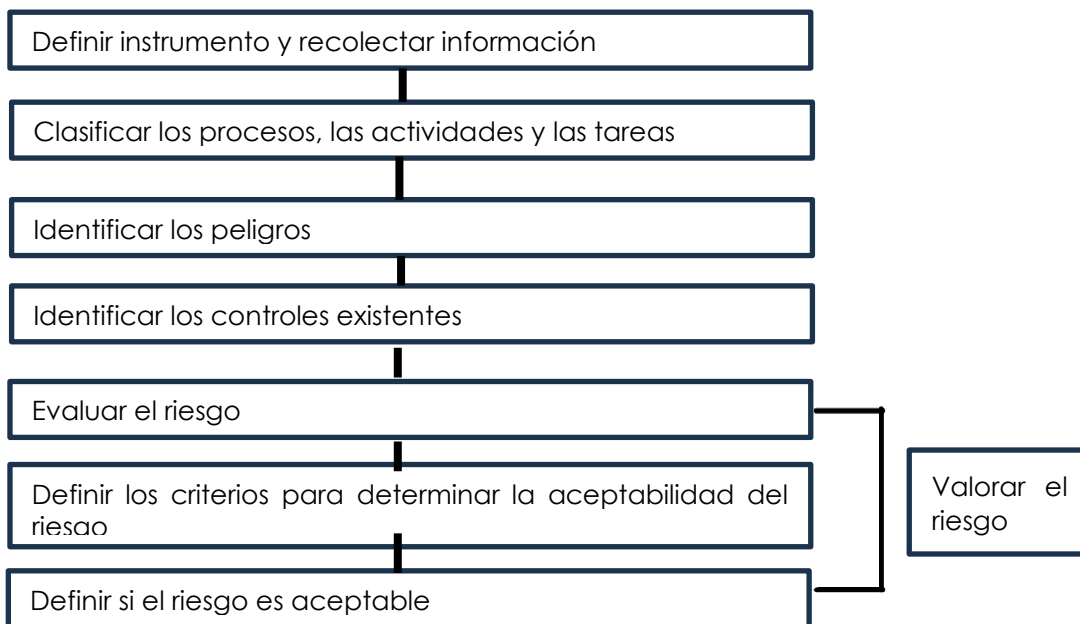 Definir instrumento y recolectar información
Clasificar los procesos, las actividades y las tareas
Identificar los peligros
Identificar los controles existentes
Evaluar el riesgo
Definir los criterios para determinar la aceptabilidad del
riesgo
Definir si el riesgo es aceptable
Valorar el
riesgo